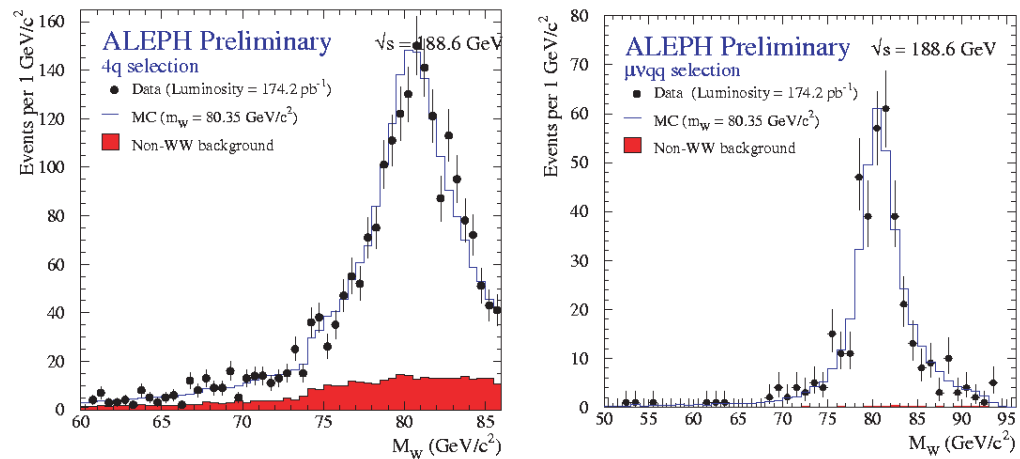 Events per 1 GeV/c²
160
140
120
100
80
60
40
20
0
ALEPH Preliminary
√s = 188.6 GeV
4q selection
Data (Luminosity = 174.2 pb⁻¹)
MC (m_W = 80.35 GeV/c²)
Non-WW background
60 65 70 75 80 85
M_W (GeV/c²)
Events per 1 GeV/c²
80
70
60
50
40
30
20
10
0
ALEPH Preliminary
√s = 188.6 GeV
μνqq selection
Data (Luminosity = 174.2 pb⁻¹)
MC (m_W = 80.35 GeV/c²)
Non-WW background
50 55 60 65 70 75 80 85 90 95
M_W (GeV/c²)